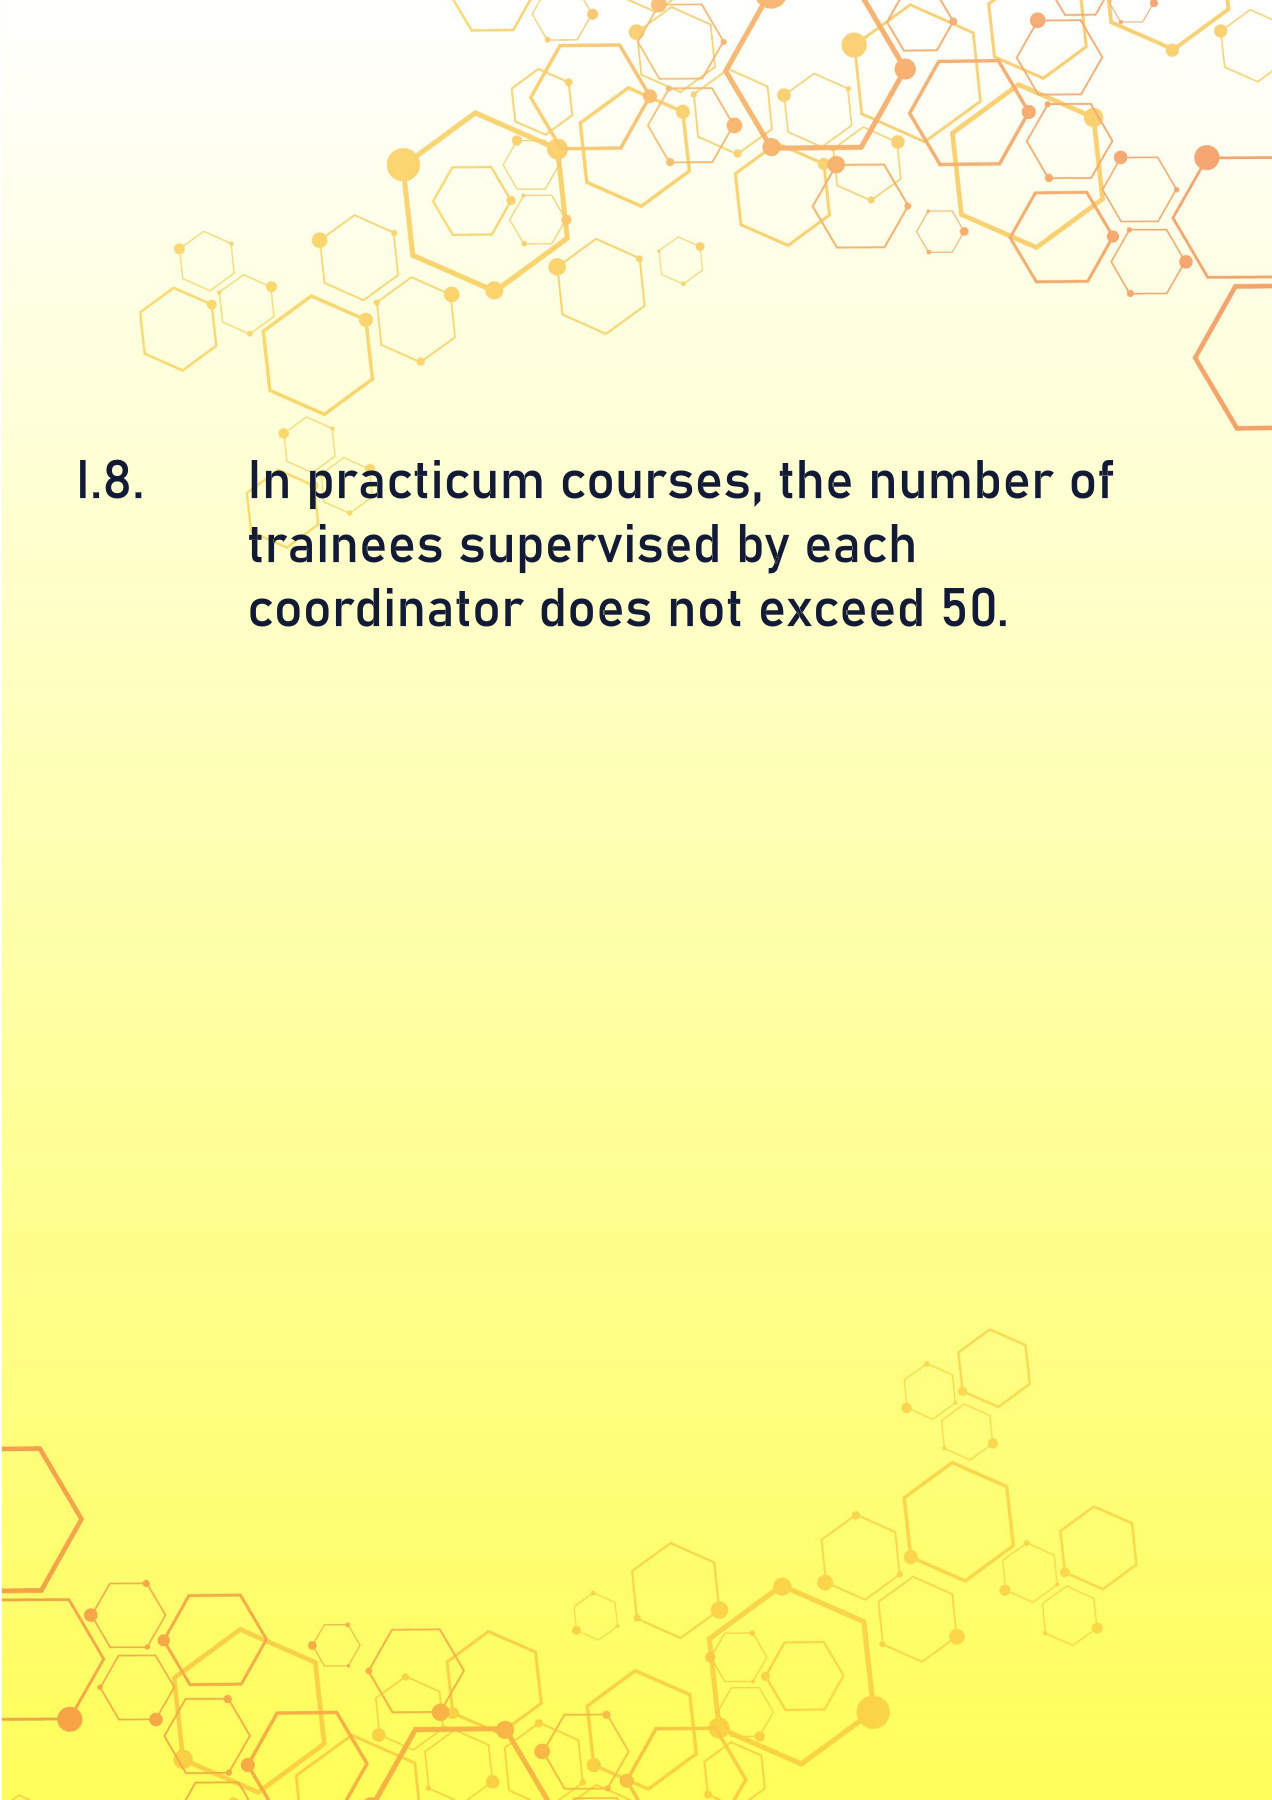 I.8. In practicum courses, the number of
trainees supervised by each
coordinator does not exceed 50.